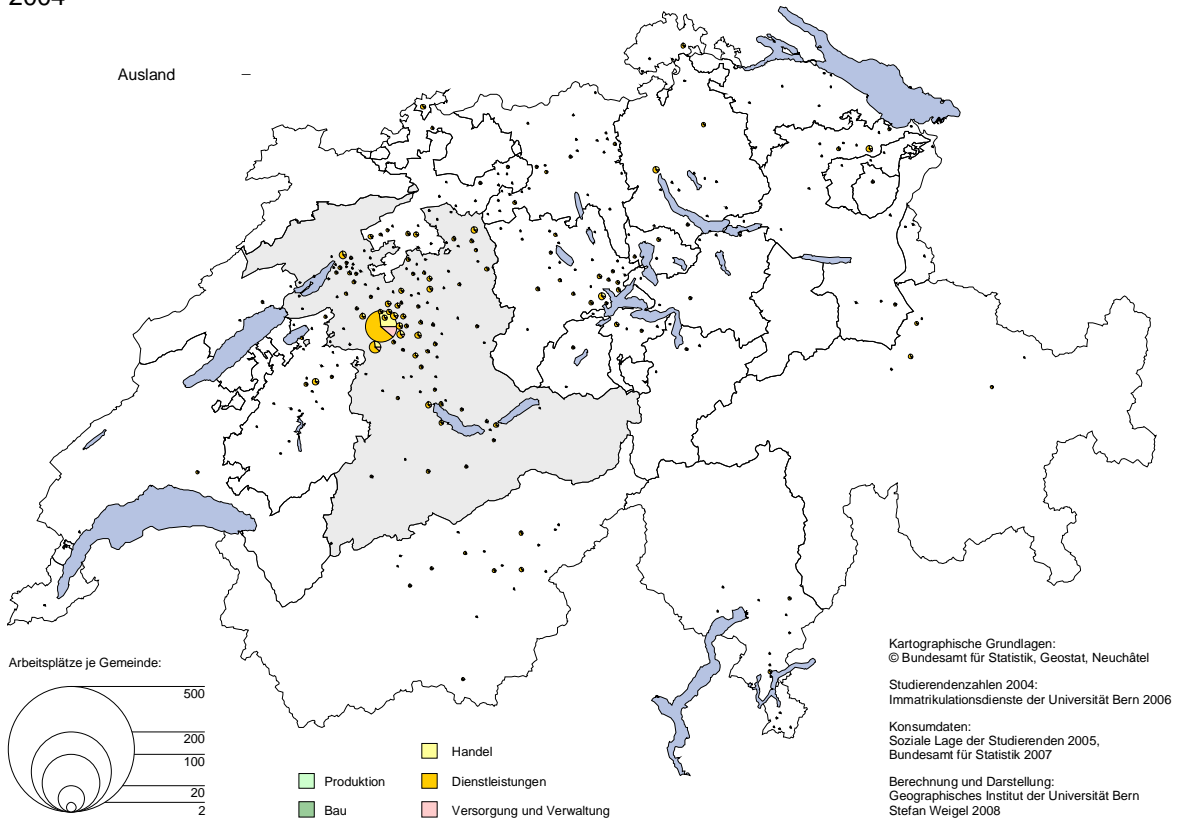 2004
Ausland –
Arbeitsplätze je Gemeinde:
500
200
100
20
2
Handel
Produktion
Dienstleistungen
Bau
Versorgung und Verwaltung
Kartographische Grundlagen:
© Bundesamt für Statistik, Geostat, Neuchâtel
Studierendenzahlen 2004:
Immatrikulationsdienste der Universität Bern 2006
Konsumdaten:
Soziale Lage der Studierenden 2005,
Bundesamt für Statistik 2007
Berechnung und Darstellung:
Geographisches Institut der Universität Bern
Stefan Weigel 2008